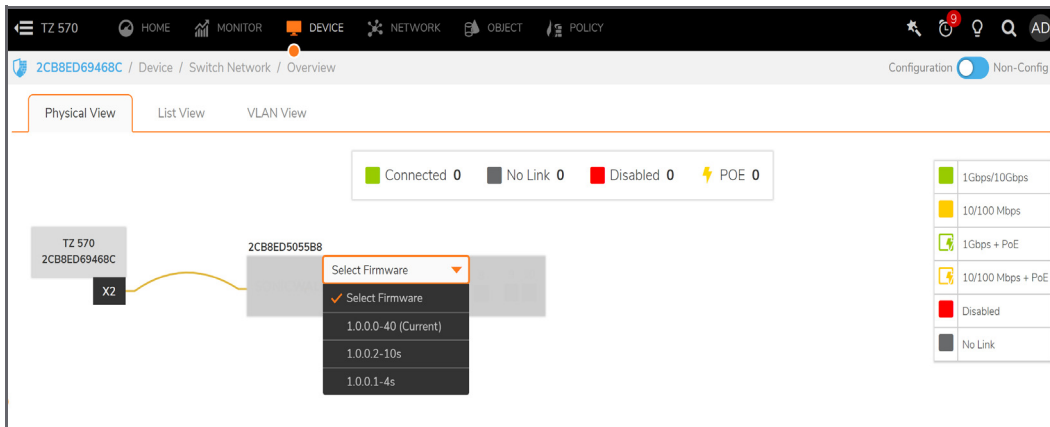 TZ 570 HOME MONITOR DEVICE NETWORK OBJECT POLICY 9 AD
2CB8ED69468C / Device / Switch Network / Overview Configuration Non-Config
Physical View List View VLAN View
Connected 0 No Link 0 Disabled 0 POE 0
1Gbps/10Gbps
10/100 Mbps
1Gbps + PoE
10/100 Mbps + PoE
Disabled
No Link
TZ 570
2CB8ED69468C
X2
2CB8ED5055B8
Select Firmware
Select Firmware
1.0.0.0-40 (Current)
1.0.0.2-10s
1.0.0.1-4s